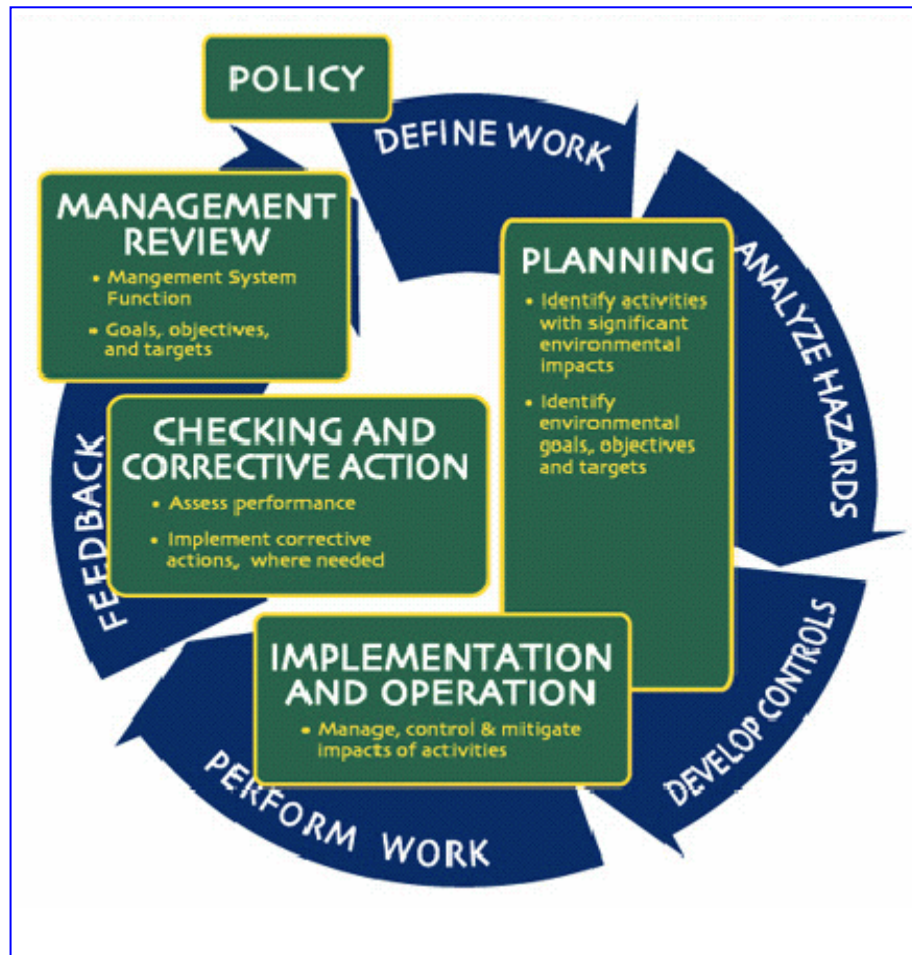 POLICY
DEFINE WORK
MANAGEMENT
REVIEW
• Mangement System
Function
• Goals, objectives,
and targets
PLANNING
• Identify activities
with significant
environmental
impacts
• Identify
environmental
goals, objectives
and targets
ANALYZE HAZARDS
CHECKING AND
CORRECTIVE ACTION
• Assess performance
• Implement corrective
actions, where needed
FEEDBACK
IMPLEMENTATION
AND OPERATION
• Manage, control & mitigate
impacts of activities
DEVELOP CONTROLS
PERFORM WORK